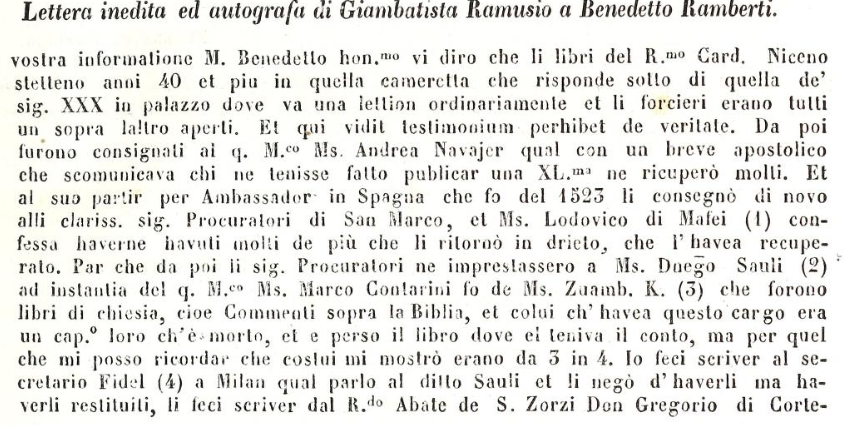 Lettera inedita ed autografa di Giambatista Ramusio a Benedetto Ramberti.
vostra informatione M. Benedetto hon.mo vi diro che li libri del R.mo Card. Niceno
stetteno anni 40 et piu in quella cameretta che risponde sotto di quella de'
sig. XXX in palazzo dove va una lettion ordinariamente et li forcieri erano tutti
un sopra laltro aperti. Et qui vidit testimonium perhibet de veritate. Da poi
furono consignati al q. M.co Ms. Andrea Navajer qual con un breve apostolico
che scomunicava chi ne tenisse fatto publicar una XL.ma ne ricuperò molti. Et
al suo partir per Ambassador in Spagna che fo del 1523 li consegnò di novo
alli clariss. sig. Procuratori di San Marco, et Ms. Lodovico di Mafei (1) con-
fessa haverne havuti molti de più che li ritornò in drieto, che l'havea recupe-
rato. Par che da poi li sig. Procuratori ne imprestassero a Ms. Duego Sauli (2)
ad instantia del q. M.co Ms. Marco Contarini fo de Ms. Zuamb. K. (3) che forono
libri di chiesia, cioe Commenti sopra la Biblia, et colui ch'havea questo cargo era
un cap.o loro ch'è morto, et e perso il libro dove el teniva il conto, ma per quel
che mi posso ricordar che costui mi mostrò erano da 3 in 4. Io feci scriver al se-
cretario Fidel (4) a Milan qual parlo al ditto Sauli et li negò d'haverli ma ha-
verli restituiti, li feci scriver dal R.do Abate de S. Zorzi Don Gregorio di Corte-